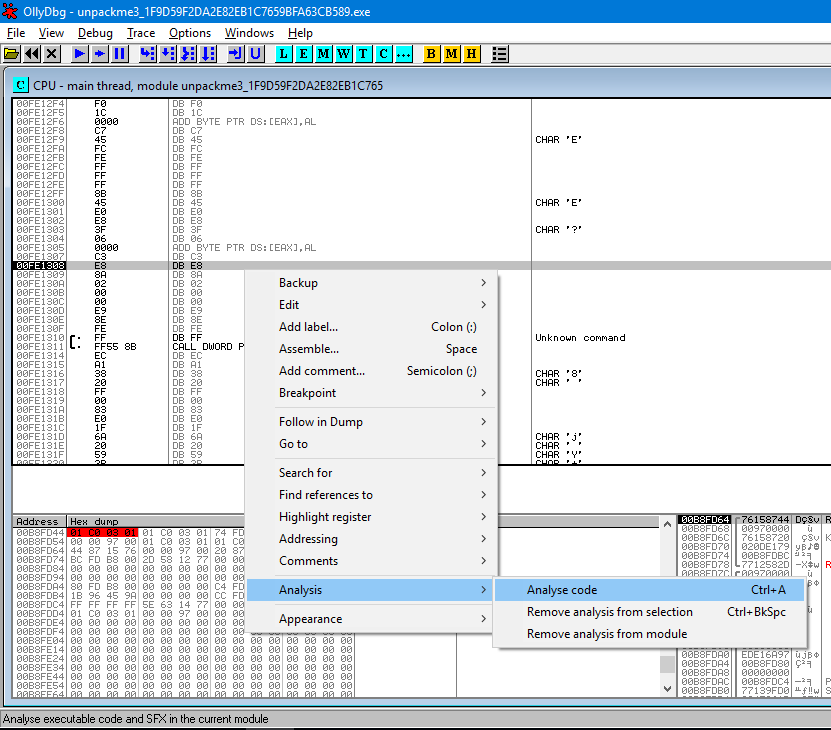 OllyDbg - unpackme3_1F9D59F2DA2E82EB1C7659BFA63CB589.exe
File View Debug Trace Options Windows Help
L E M W T C ... B M H
C CPU - main thread, module unpackme3_1F9D59F2DA2E82EB1C765
00FE12F4 F0 DB F0
00FE12F5 1C DB 1C
00FE12F6 0000 ADD BYTE PTR DS:[EAX],AL
00FE12F8 C7 DB C7
00FE12F9 45 DB 45 CHAR 'E'
00FE12FA FC DB FC
00FE12FB FE DB FE
00FE12FC FF DB FF
00FE12FD FF DB FF
00FE12FE FF DB FF
00FE12FF 8B DB 8B
00FE1300 45 DB 45 CHAR 'E'
00FE1301 E0 DB E0
00FE1302 E8 DB E8
00FE1303 3F DB 3F CHAR '?'
00FE1304 06 DB 06
00FE1305 0000 ADD BYTE PTR DS:[EAX],AL
00FE1307 C3 DB C3
00FE1308 E8 DB E8
00FE1309 8A DB 8A
00FE130A 02 DB 02
00FE130B 00 DB 00
00FE130C 00 DB 00
00FE130D E9 DB E9
00FE130E 8E DB 8E
00FE130F FE DB FE
00FE1310 FF DB FF Unknown command
00FE1311 FF55 8B CALL DWORD P
00FE1314 EC DB EC
00FE1315 A1 DB A1
00FE1316 38 DB 38 CHAR '8'
00FE1317 20 DB 20 CHAR ' '
00FE1318 FF DB FF
00FE1319 00 DB 00
00FE131A 83 DB 83
00FE131B E0 DB E0
00FE131C 1F DB 1F
00FE131D 6A DB 6A CHAR 'j'
00FE131E 20 DB 20 CHAR ' '
00FE131F 59 DB 59 CHAR 'Y'
Backup
Edit
Add label... Colon (:)
Assemble... Space
Add comment... Semicolon (;)
Breakpoint
Follow in Dump
Go to
Search for
Find references to
Highlight register
Addressing
Comments
Analysis
Appearance
Analyse code Ctrl+A
Remove analysis from selection Ctrl+BkSpc
Remove analysis from module
Address Hex dump
00B8FD44 01 C0 03 01 01 C0 03 01 74 FD
00B8FD54 00 00 97 00 01 C0 03 01 01 C0
00B8FD64 44 87 15 76 00 00 97 00 20 87
00B8FD74 BC FD B8 00 2D 58 12 77 00 00
00B8FD84 00 00 00 00 00 00 00 00 00 00
00B8FD94 00 00 00 00 00 00 00 00 00 00
00B8FDA4 80 FD B8 00 00 00 00 00 C4 FD
00B8FDB4 1B 96 45 9A 00 00 00 00 CC FD
00B8FDC4 FF FF FF FF 5E 63 14 77 00 00
00B8FDD4 01 C0 03 01 00 00 97 00 00 00
00B8FD64 76158744
00B8FD68 00970000
00B8FD6C 76158720
00B8FD70 020DE179
00B8FD74 00B8FDBC
00B8FD78 7712582D
00B8FD7C 00970000
00B8FDA0 EDE16A97
00B8FDA4 00B8FD80
00B8FDA8 00000000
00B8FDAC 00B8FDC4
00B8FDB0 77139FD0
Analyse executable code and SFX in the current module